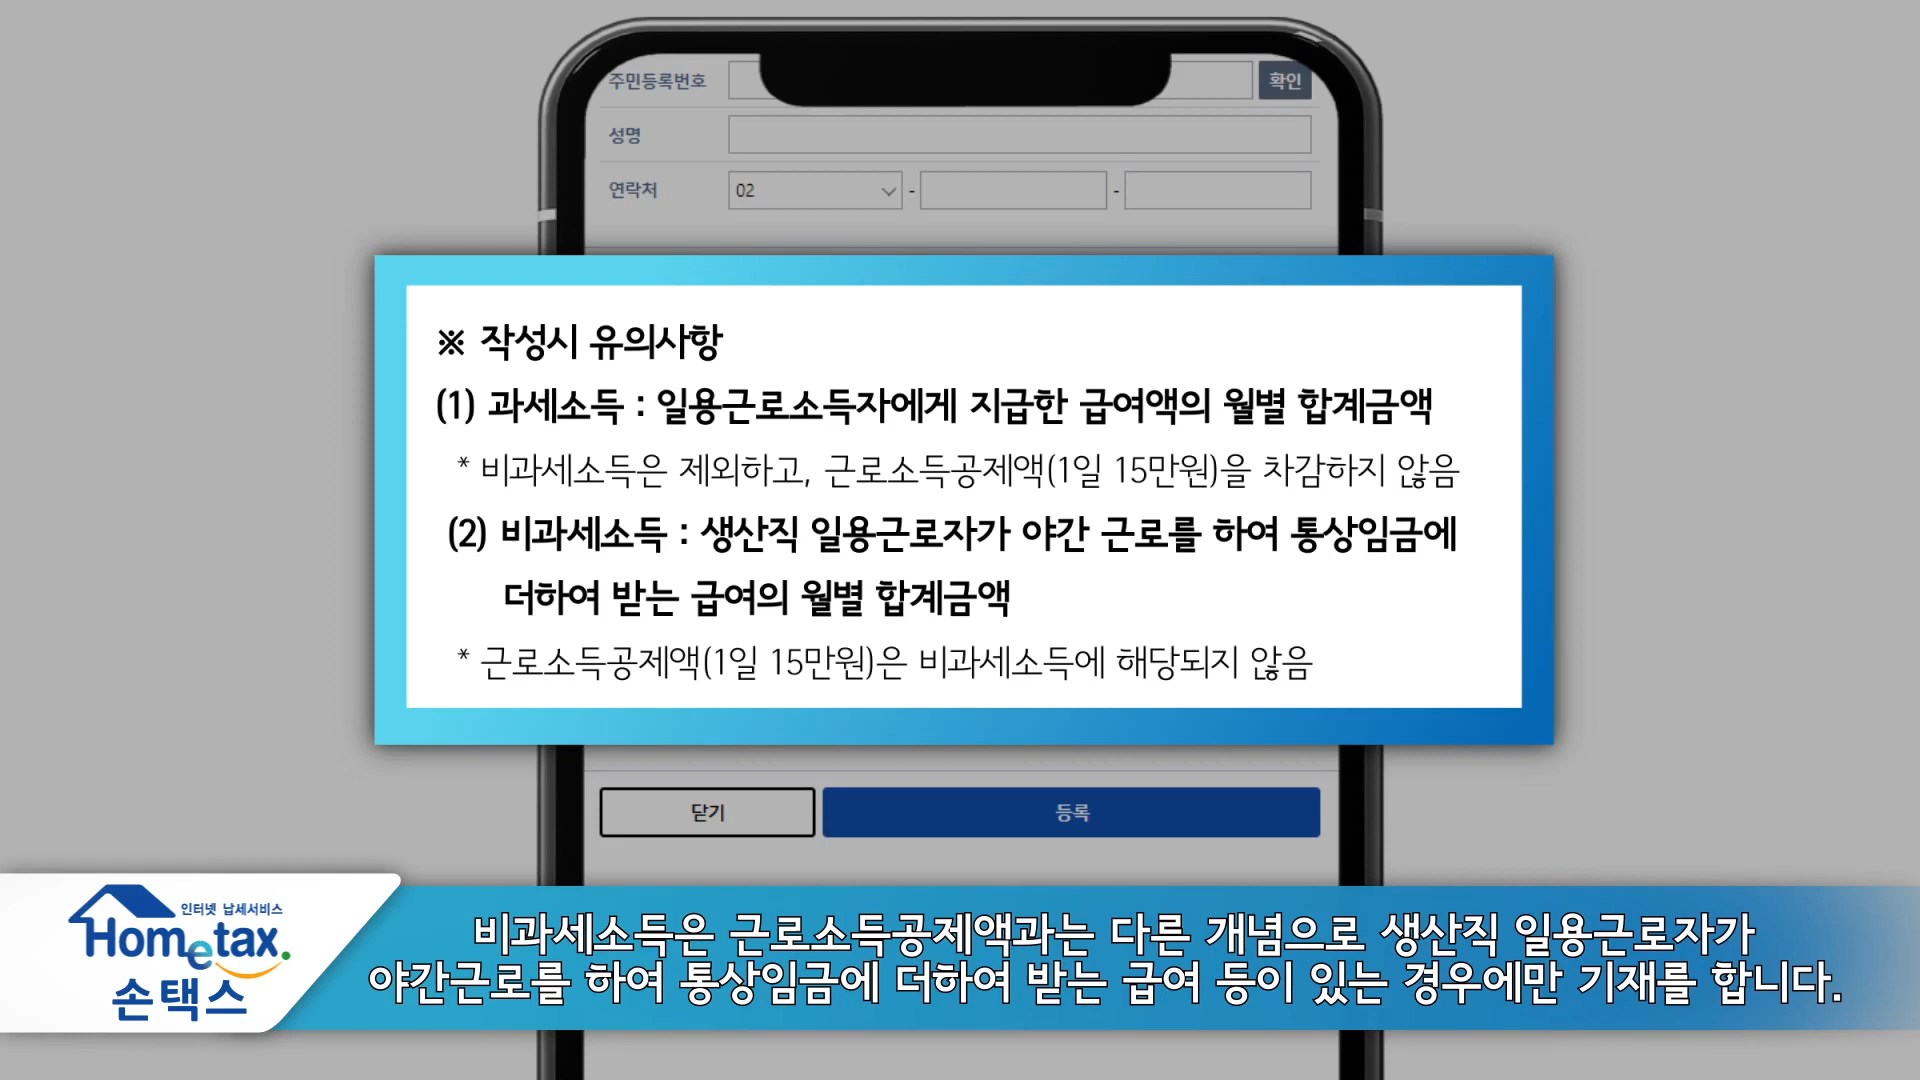 주민등록번호
확인
성명
연락처
02
-
-
※ 작성시 유의사항
(1) 과세소득 : 일용근로소득자에게 지급한 급여액의 월별 합계금액
* 비과세소득은 제외하고, 근로소득공제액(1일 15만원)을 차감하지 않음
(2) 비과세소득 : 생산직 일용근로자가 야간 근로를 하여 통상임금에
더하여 받는 급여의 월별 합계금액
* 근로소득공제액(1일 15만원)은 비과세소득에 해당되지 않음
닫기
등록
인터넷 납세서비스
Hometax.
손택스
비과세소득은 근로소득공제액과는 다른 개념으로 생산직 일용근로자가
야간근로를 하여 통상임금에 더하여 받는 급여 등이 있는 경우에만 기재를 합니다.